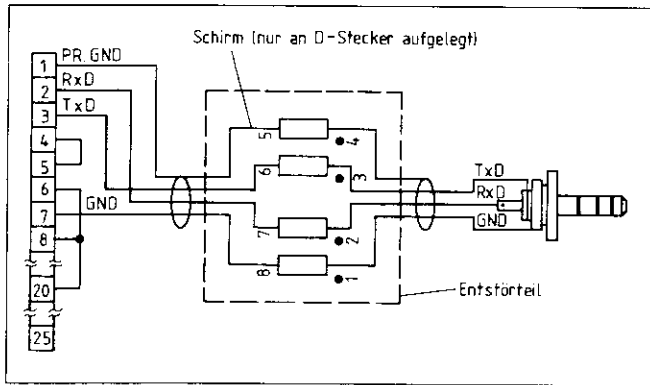 Schirm (nur an D-Stecker aufgelegt)
1 PR. GND
2 RxD
3 TxD
4
5
6
7 GND
8
20
25
5 4
6 3
7 2
8 1
TxD
RxD
GND
Entstörteil